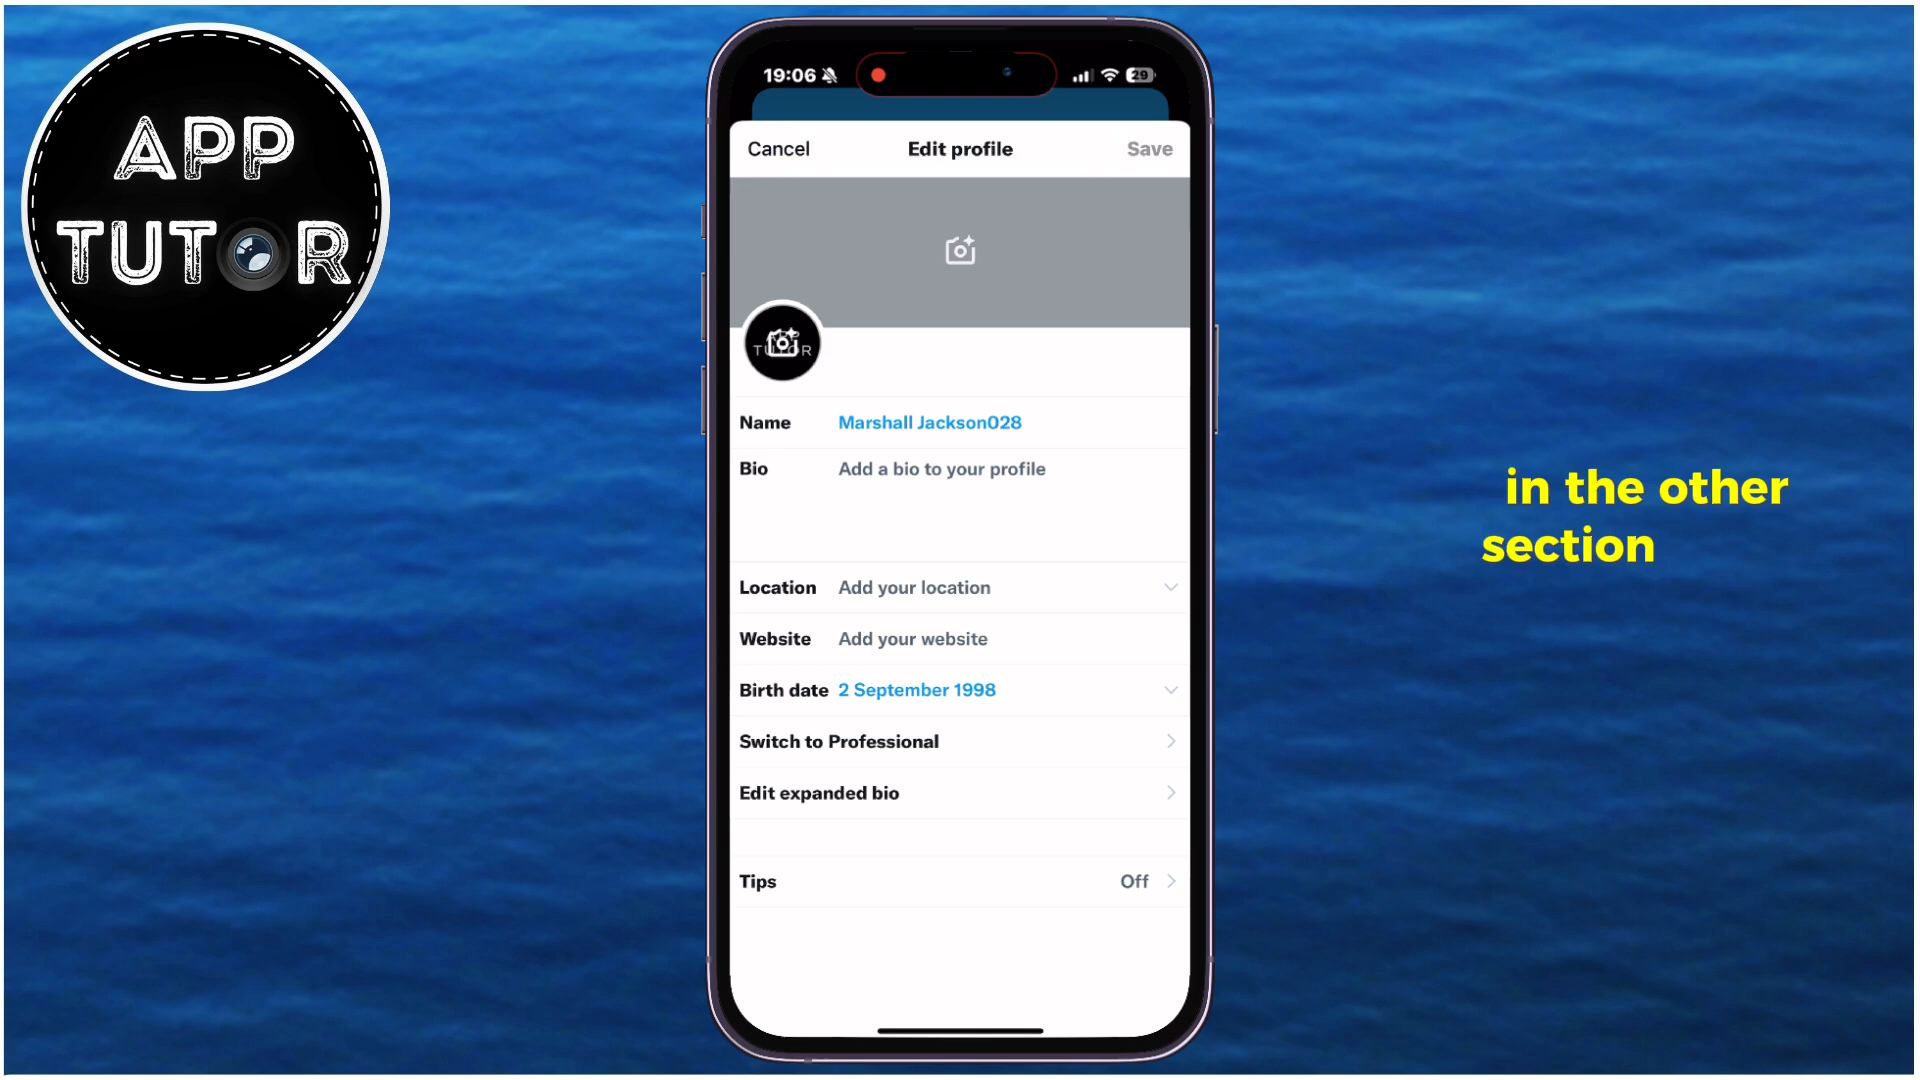 APP
TUTOR
19:06
29
Cancel Edit profile Save
TUTOR
Name Marshall Jackson028
Bio Add a bio to your profile
Location Add your location
Website Add your website
Birth date 2 September 1998
Switch to Professional
Edit expanded bio
Tips Off
in the other
section